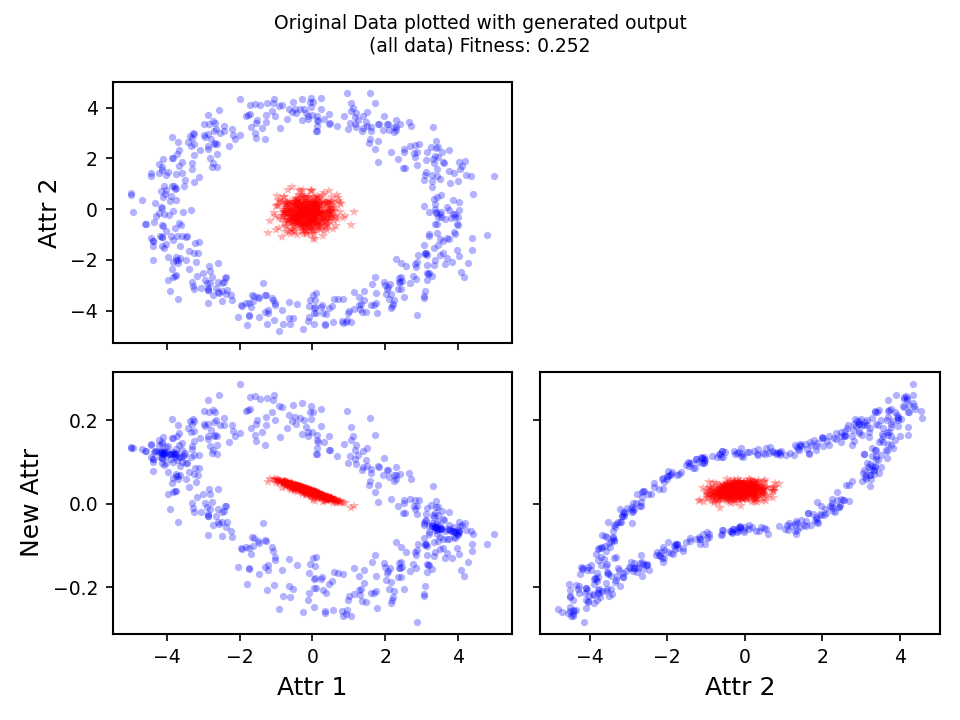 Original Data plotted with generated output
(all data) Fitness: 0.252
4
2
0
−2
−4
Attr 2
0.2
0.0
−0.2
New Attr
−4 −2 0 2 4
−4 −2 0 2 4
Attr 1
Attr 2